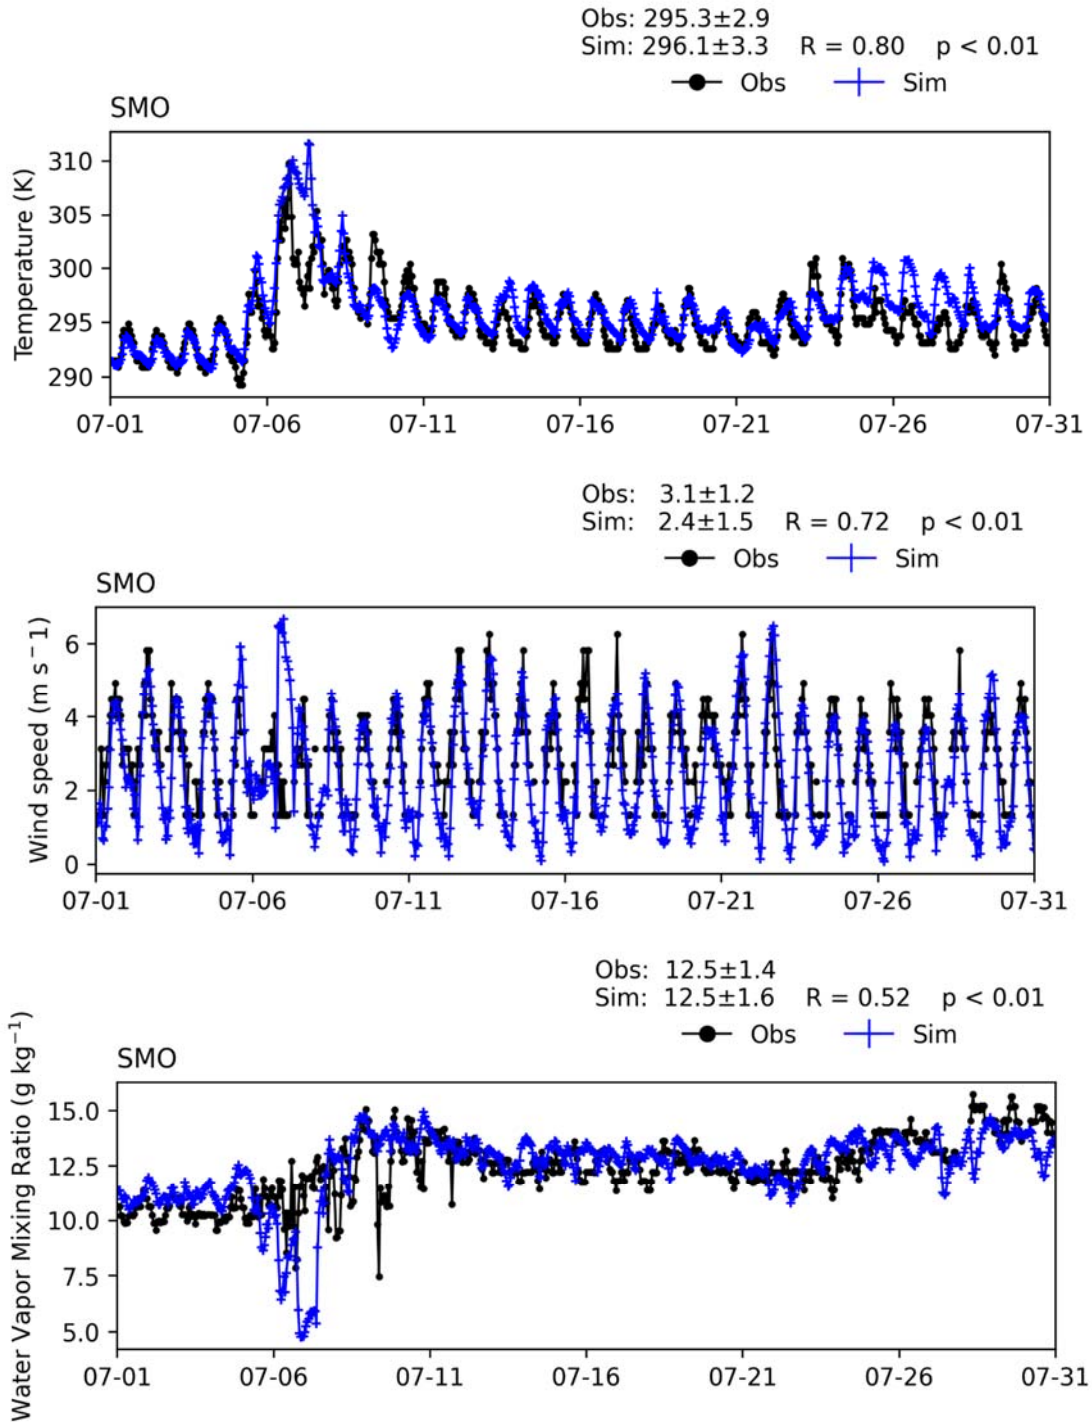 Obs: 295.3±2.9
Sim: 296.1±3.3 R = 0.80 p < 0.01
Obs Sim
SMO
Temperature (K)
310
305
300
295
290
07-01 07-06 07-11 07-16 07-21 07-26 07-31
Obs: 3.1±1.2
Sim: 2.4±1.5 R = 0.72 p < 0.01
Obs Sim
SMO
Wind speed (m s−1)
6
4
2
0
07-01 07-06 07-11 07-16 07-21 07-26 07-31
Obs: 12.5±1.4
Sim: 12.5±1.6 R = 0.52 p < 0.01
Obs Sim
SMO
Water Vapor Mixing Ratio (g kg⁻¹)
15.0
12.5
10.0
7.5
5.0
07-01 07-06 07-11 07-16 07-21 07-26 07-31